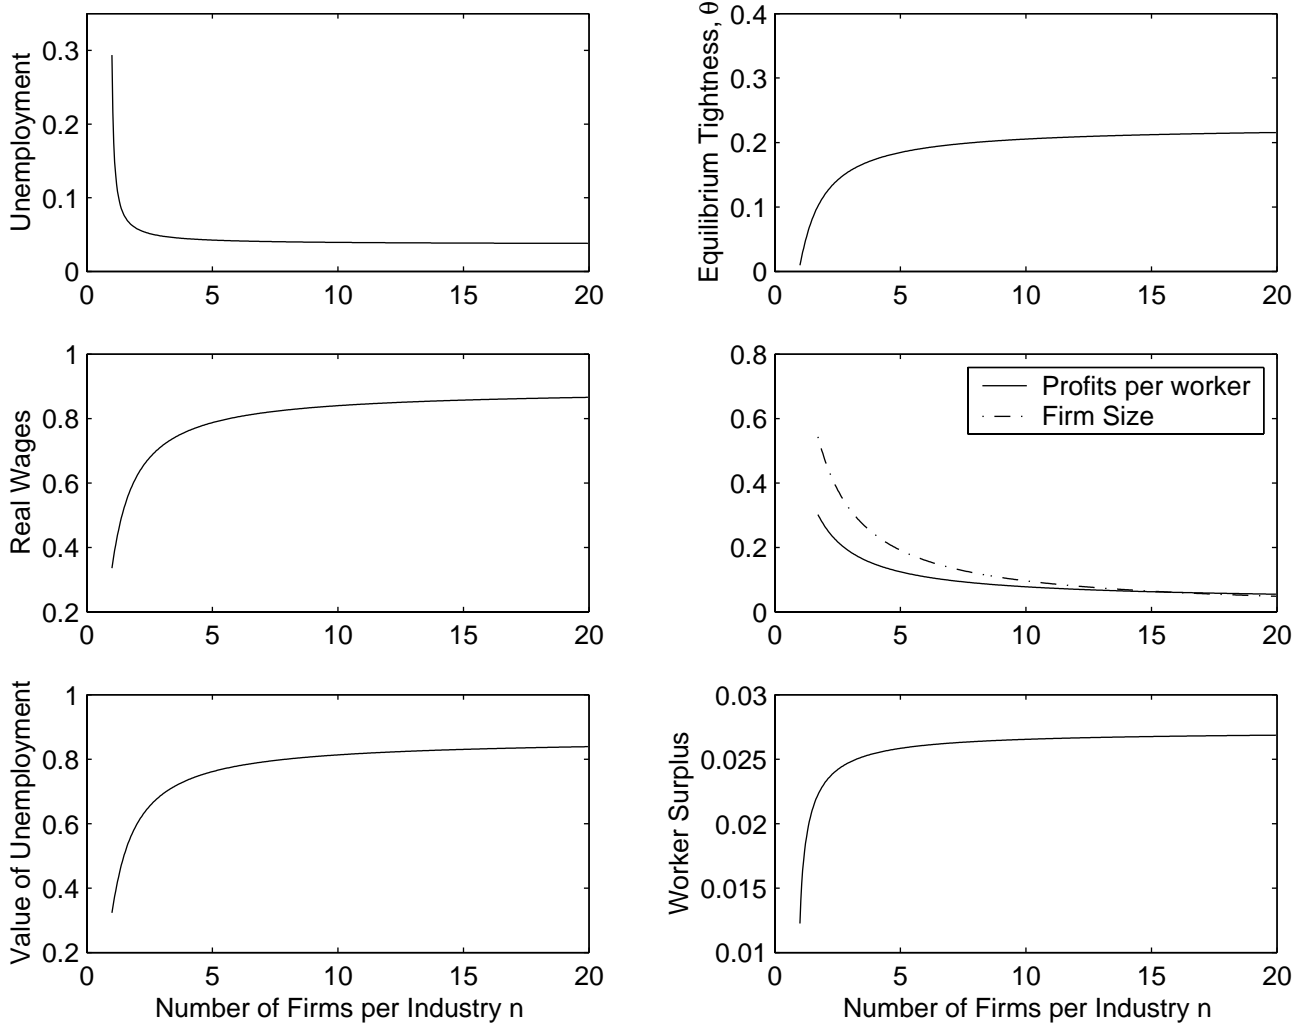 Unemployment
0.3
0.2
0.1
0
0 5 10 15 20
Equilibrium Tightness, θ
0.4
0.3
0.2
0.1
0
0 5 10 15 20
Real Wages
1
0.8
0.6
0.4
0.2
0 5 10 15 20
0.8
0.6
0.4
0.2
0
0 5 10 15 20
Profits per worker
Firm Size
Value of Unemployment
1
0.8
0.6
0.4
0.2
0 5 10 15 20
Number of Firms per Industry n
Worker Surplus
0.03
0.025
0.02
0.015
0.01
0 5 10 15 20
Number of Firms per Industry n